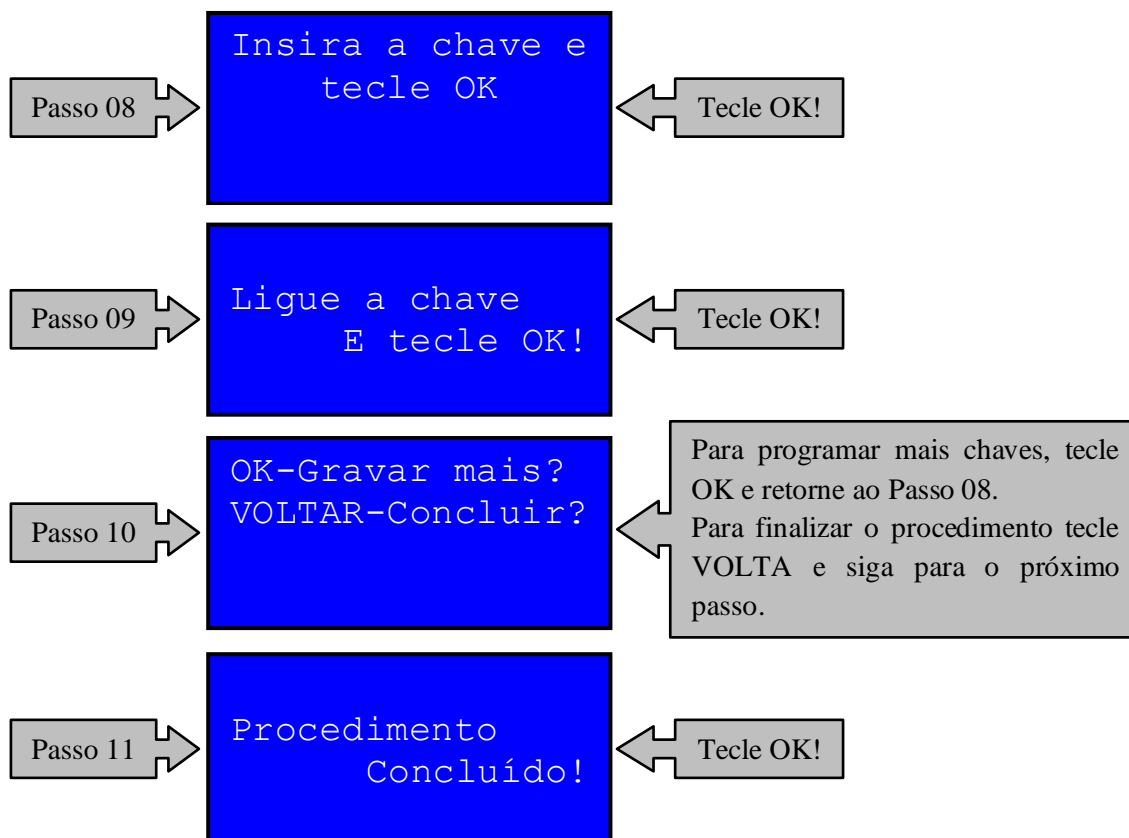 Insira a chave e
tecle OK
Passo 08
Tecle OK!
Ligue a chave
E tecle OK!
Passo 09
Tecle OK!
OK-Gravar mais?
VOLTAR-Concluir?
Passo 10
Para programar mais chaves, tecle
OK e retorne ao Passo 08.
Para finalizar o procedimento tecle
VOLTA e siga para o próximo
passo.
Procedimento
Concluído!
Passo 11
Tecle OK!